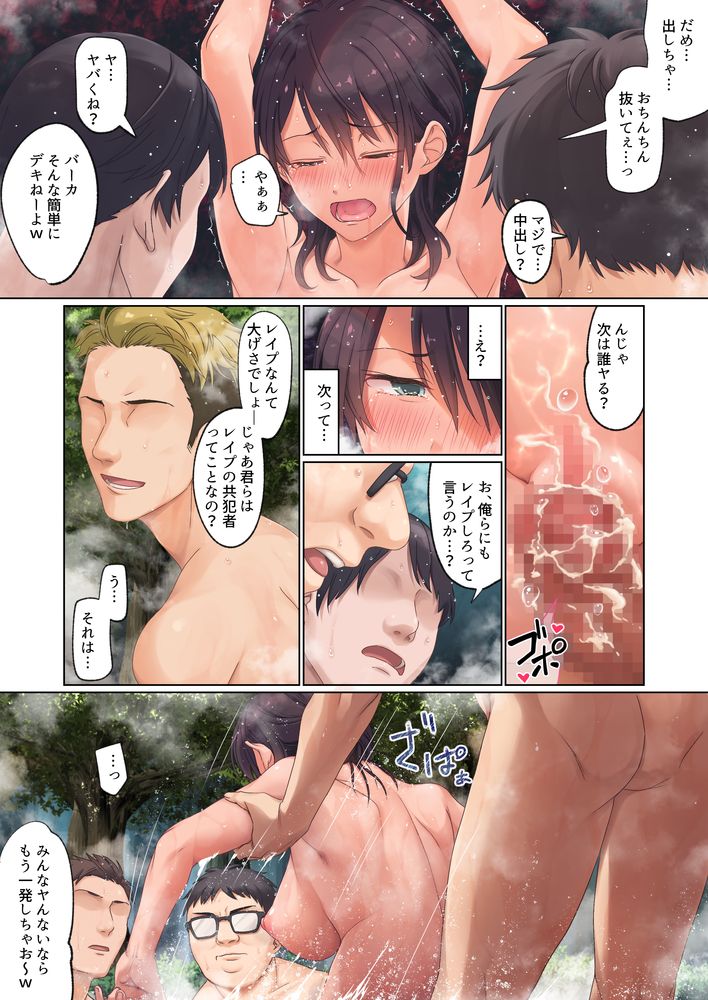 だめ…
出しちゃ…
おちんちん
抜いてぇ…っ
ヤ…
ヤバくね？
やぁぁ
…
マジで…
中出し？
バーカ
そんな簡単に
デキねーよw
んじゃ
次は誰ヤる？
ブポ
…え？
次って…
お、俺らにも
レイプしろって
言うのか…？
レイプなんて
大げさでしょ―
じゃあ君らは
レイプの共犯者
ってことなの？
う…
それは…
ざぱぁ
…っ
みんなヤんないなら
もう一発しちゃお～w